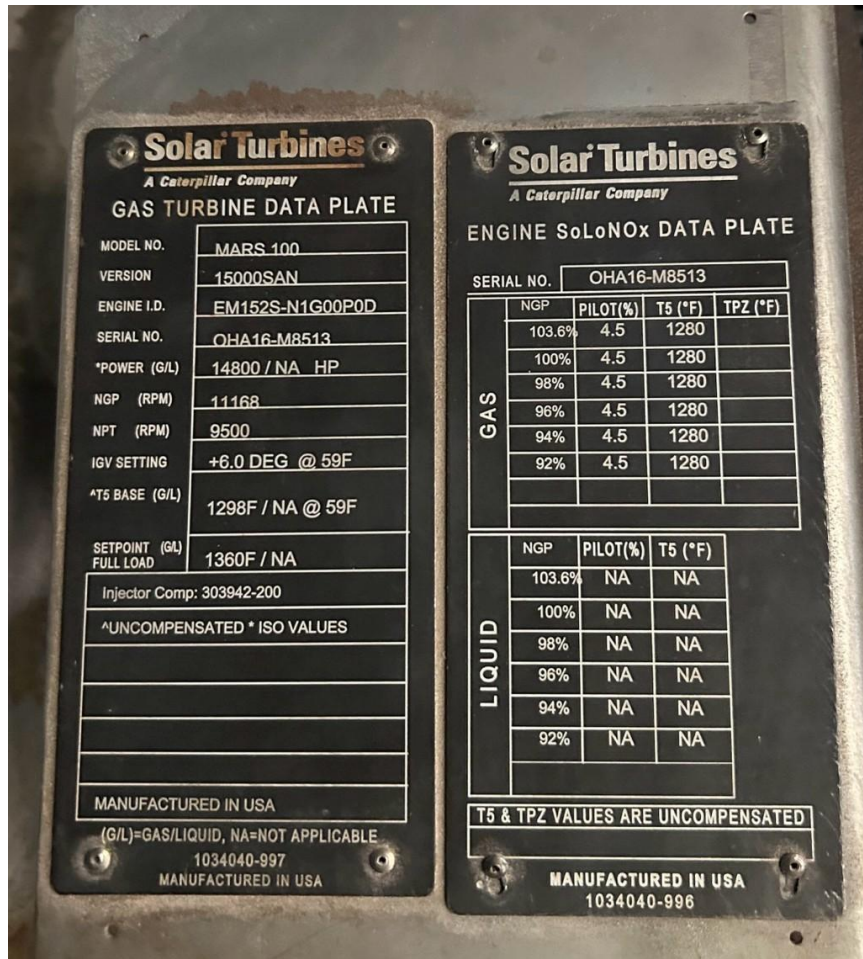 Solar Turbines
A Caterpillar Company
GAS TURBINE DATA PLATE
MODEL NO. MARS 100
VERSION 15000SAN
ENGINE I.D. EM152S-N1G00P0D
SERIAL NO. OHA16-M8513
*POWER (G/L) 14800 / NA HP
NGP (RPM) 11168
NPT (RPM) 9500
IGV SETTING +6.0 DEG @ 59F
^T5 BASE (G/L) 1298F / NA @ 59F
SETPOINT (G/L)
FULL LOAD 1360F / NA
Injector Comp: 303942-200
^UNCOMPENSATED * ISO VALUES
MANUFACTURED IN USA
(G/L)=GAS/LIQUID, NA=NOT APPLICABLE
1034040-997
MANUFACTURED IN USA
Solar Turbines
A Caterpillar Company
ENGINE SoLoNOx DATA PLATE
SERIAL NO. OHA16-M8513
GAS
NGP PILOT(%) T5 (°F) TPZ (°F)
103.6% 4.5 1280
100% 4.5 1280
98% 4.5 1280
96% 4.5 1280
94% 4.5 1280
92% 4.5 1280
LIQUID
NGP PILOT(%) T5 (°F)
103.6% NA NA
100% NA NA
98% NA NA
96% NA NA
94% NA NA
92% NA NA
T5 & TPZ VALUES ARE UNCOMPENSATED
MANUFACTURED IN USA
1034040-996